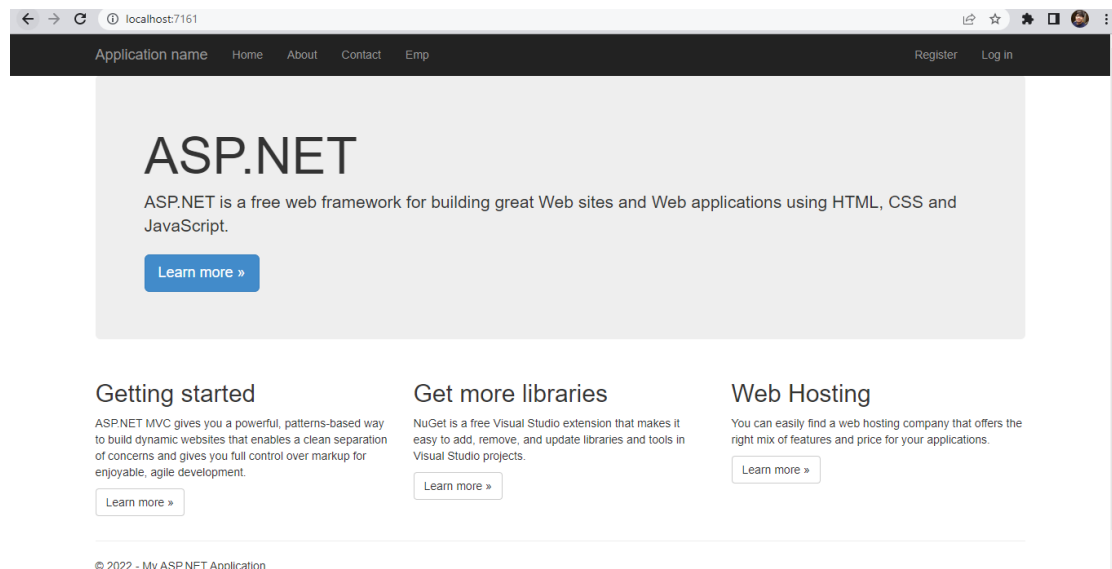 localhost:7161
Application name Home About Contact Emp Register Log in
ASP.NET
ASP.NET is a free web framework for building great Web sites and Web applications using HTML, CSS and
JavaScript.
Learn more »
Getting started
ASP.NET MVC gives you a powerful, patterns-based way
to build dynamic websites that enables a clean separation
of concerns and gives you full control over markup for
enjoyable, agile development.
Learn more »
Get more libraries
NuGet is a free Visual Studio extension that makes it
easy to add, remove, and update libraries and tools in
Visual Studio projects.
Learn more »
Web Hosting
You can easily find a web hosting company that offers the
right mix of features and price for your applications.
Learn more »
© 2022 - My ASP.NET Application